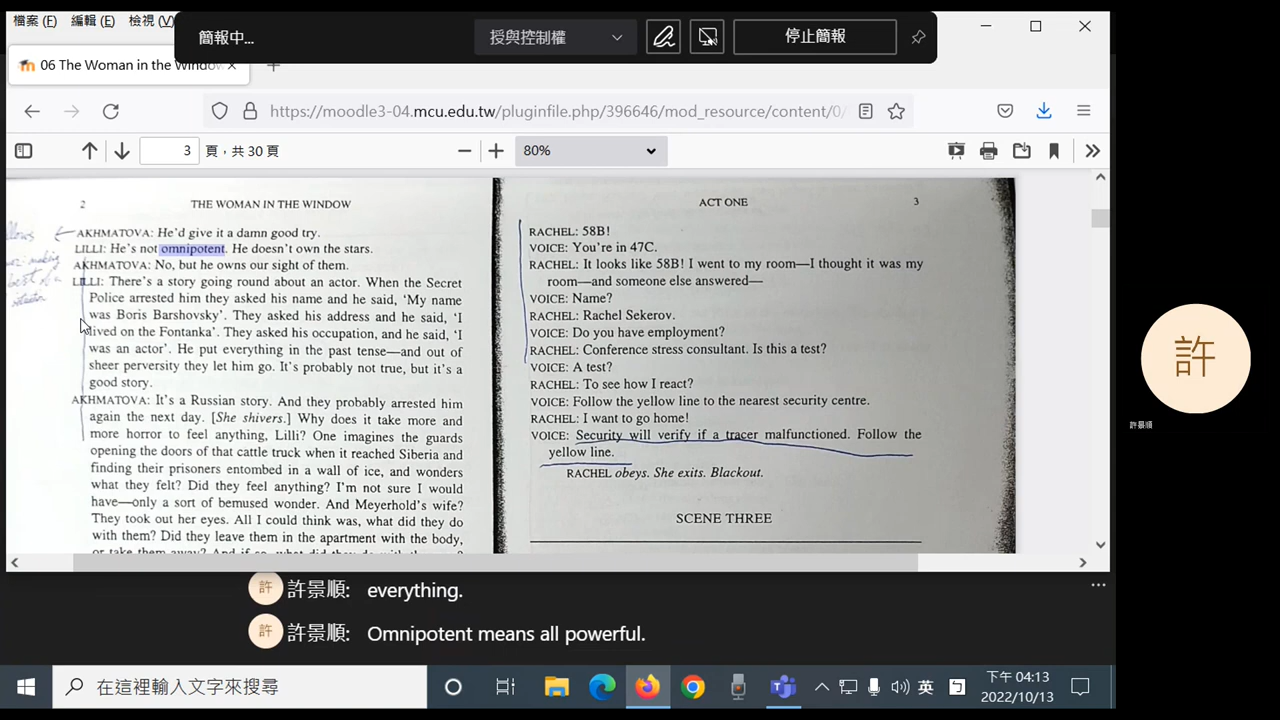 檔案 (F) 編輯 (E) 檢視 (V)
簡報中...
授與控制權
停止簡報
06 The Woman in the Window
https://moodle3-04.mcu.edu.tw/pluginfile.php/396646/mod_resource/content/0/
3 頁，共 30 頁
80%
2 THE WOMAN IN THE WINDOW
AKHMATOVA: He'd give it a damn good try.
LILLI: He's not omnipotent. He doesn't own the stars.
AKHMATOVA: No, but he owns our sight of them.
LILLI: There's a story going round about an actor. When the Secret
Police arrested him they asked his name and he said, 'My name
was Boris Barshovsky'. They asked his address and he said, 'I
lived on the Fontanka'. They asked his occupation, and he said, 'I
was an actor'. He put everything in the past tense—and out of
sheer perversity they let him go. It's probably not true, but it's a
good story.
AKHMATOVA: It's a Russian story. And they probably arrested him
again the next day. [She shivers.] Why does it take more and
more horror to feel anything, Lilli? One imagines the guards
opening the doors of that cattle truck when it reached Siberia and
finding their prisoners entombed in a wall of ice, and wonders
what they felt? Did they feel anything? I'm not sure I would
have—only a sort of bemused wonder. And Meyerhold's wife?
They took out her eyes. All I could think was, what did they do
with them? Did they leave them in the apartment with the body,
or take them away? And if so, what did they do with them?
ACT ONE 3
RACHEL: 58B!
VOICE: You're in 47C.
RACHEL: It looks like 58B! I went to my room—I thought it was my
room—and someone else answered—
VOICE: Name?
RACHEL: Rachel Sekerov.
VOICE: Do you have employment?
RACHEL: Conference stress consultant. Is this a test?
VOICE: A test?
RACHEL: To see how I react?
VOICE: Follow the yellow line to the nearest security centre.
RACHEL: I want to go home!
VOICE: Security will verify if a tracer malfunctioned. Follow the
yellow line.
RACHEL obeys. She exits. Blackout.
SCENE THREE
許
許景順
許 許景順: everything.
許 許景順: Omnipotent means all powerful.
在這裡輸入文字來搜尋
英
下午 04:13
2022/10/13